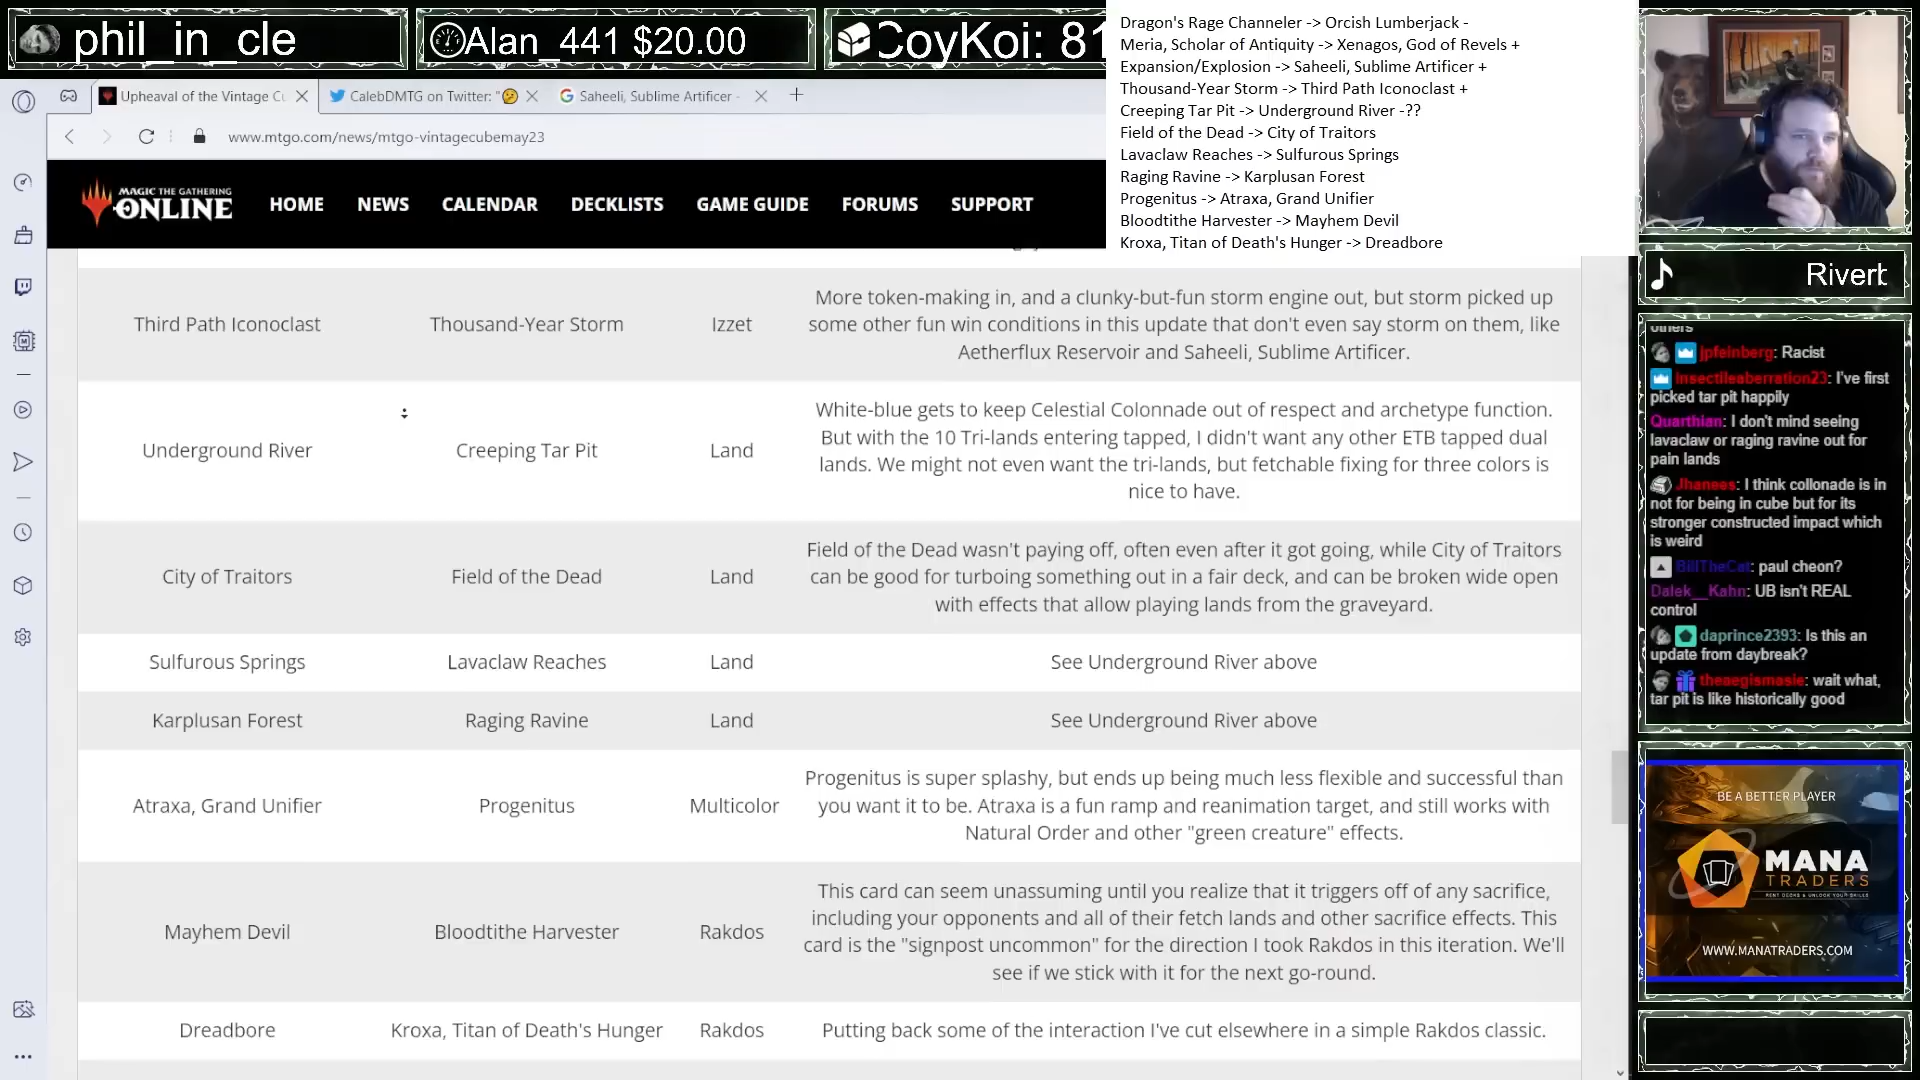 phil_in_cle
Alan_441 $20.00
CoyKoi: 81
Dragon's Rage Channeler -> Orcish Lumberjack -
Meria, Scholar of Antiquity -> Xenagos, God of Revels +
Expansion/Explosion -> Saheeli, Sublime Artificer +
Thousand-Year Storm -> Third Path Iconoclast +
Creeping Tar Pit -> Underground River -??
Field of the Dead -> City of Traitors
Lavaclaw Reaches -> Sulfurous Springs
Raging Ravine -> Karplusan Forest
Progenitus -> Atraxa, Grand Unifier
Bloodtithe Harvester -> Mayhem Devil
Kroxa, Titan of Death's Hunger -> Dreadbore
Upheaval of the Vintage Cu
CalebDMTG on Twitter: "🤔
Saheeli, Sublime Artificer -
www.mtgo.com/news/mtgo-vintagecubemay23
MAGIC THE GATHERING
ONLINE
HOME NEWS CALENDAR DECKLISTS GAME GUIDE FORUMS SUPPORT
Third Path Iconoclast Thousand-Year Storm Izzet
More token-making in, and a clunky-but-fun storm engine out, but storm picked up
some other fun win conditions in this update that don't even say storm on them, like
Aetherflux Reservoir and Saheeli, Sublime Artificer.
Underground River Creeping Tar Pit Land
White-blue gets to keep Celestial Colonnade out of respect and archetype function.
But with the 10 Tri-lands entering tapped, I didn't want any other ETB tapped dual
lands. We might not even want the tri-lands, but fetchable fixing for three colors is
nice to have.
City of Traitors Field of the Dead Land
Field of the Dead wasn't paying off, often even after it got going, while City of Traitors
can be good for turboing something out in a fair deck, and can be broken wide open
with effects that allow playing lands from the graveyard.
Sulfurous Springs Lavaclaw Reaches Land See Underground River above
Karplusan Forest Raging Ravine Land See Underground River above
Atraxa, Grand Unifier Progenitus Multicolor
Progenitus is super splashy, but ends up being much less flexible and successful than
you want it to be. Atraxa is a fun ramp and reanimation target, and still works with
Natural Order and other "green creature" effects.
Mayhem Devil Bloodtithe Harvester Rakdos
This card can seem unassuming until you realize that it triggers off of any sacrifice,
including your opponents and all of their fetch lands and other sacrifice effects. This
card is the "signpost uncommon" for the direction I took Rakdos in this iteration. We'll
see if we stick with it for the next go-round.
Dreadbore Kroxa, Titan of Death's Hunger Rakdos Putting back some of the interaction I've cut elsewhere in a simple Rakdos classic.
Rivert
others
jpfeinberg: Racist
insectileaberration23: I've first
picked tar pit happily
Quarthian: I don't mind seeing
lavaclaw or raging ravine out for
pain lands
Jhanees: I think collonade is in
not for being in cube but for its
stronger constructed impact which
is weird
BillTheCat: paul cheon?
Dalek__Kahn: UB isn't REAL
control
daprince2393: Is this an
update from daybreak?
theaegismasie: wait what,
tar pit is like historically good
BE A BETTER PLAYER
MANA
TRADERS
RENT DECKS & UNLOCK YOUR SKILLS
WWW.MANATRADERS.COM